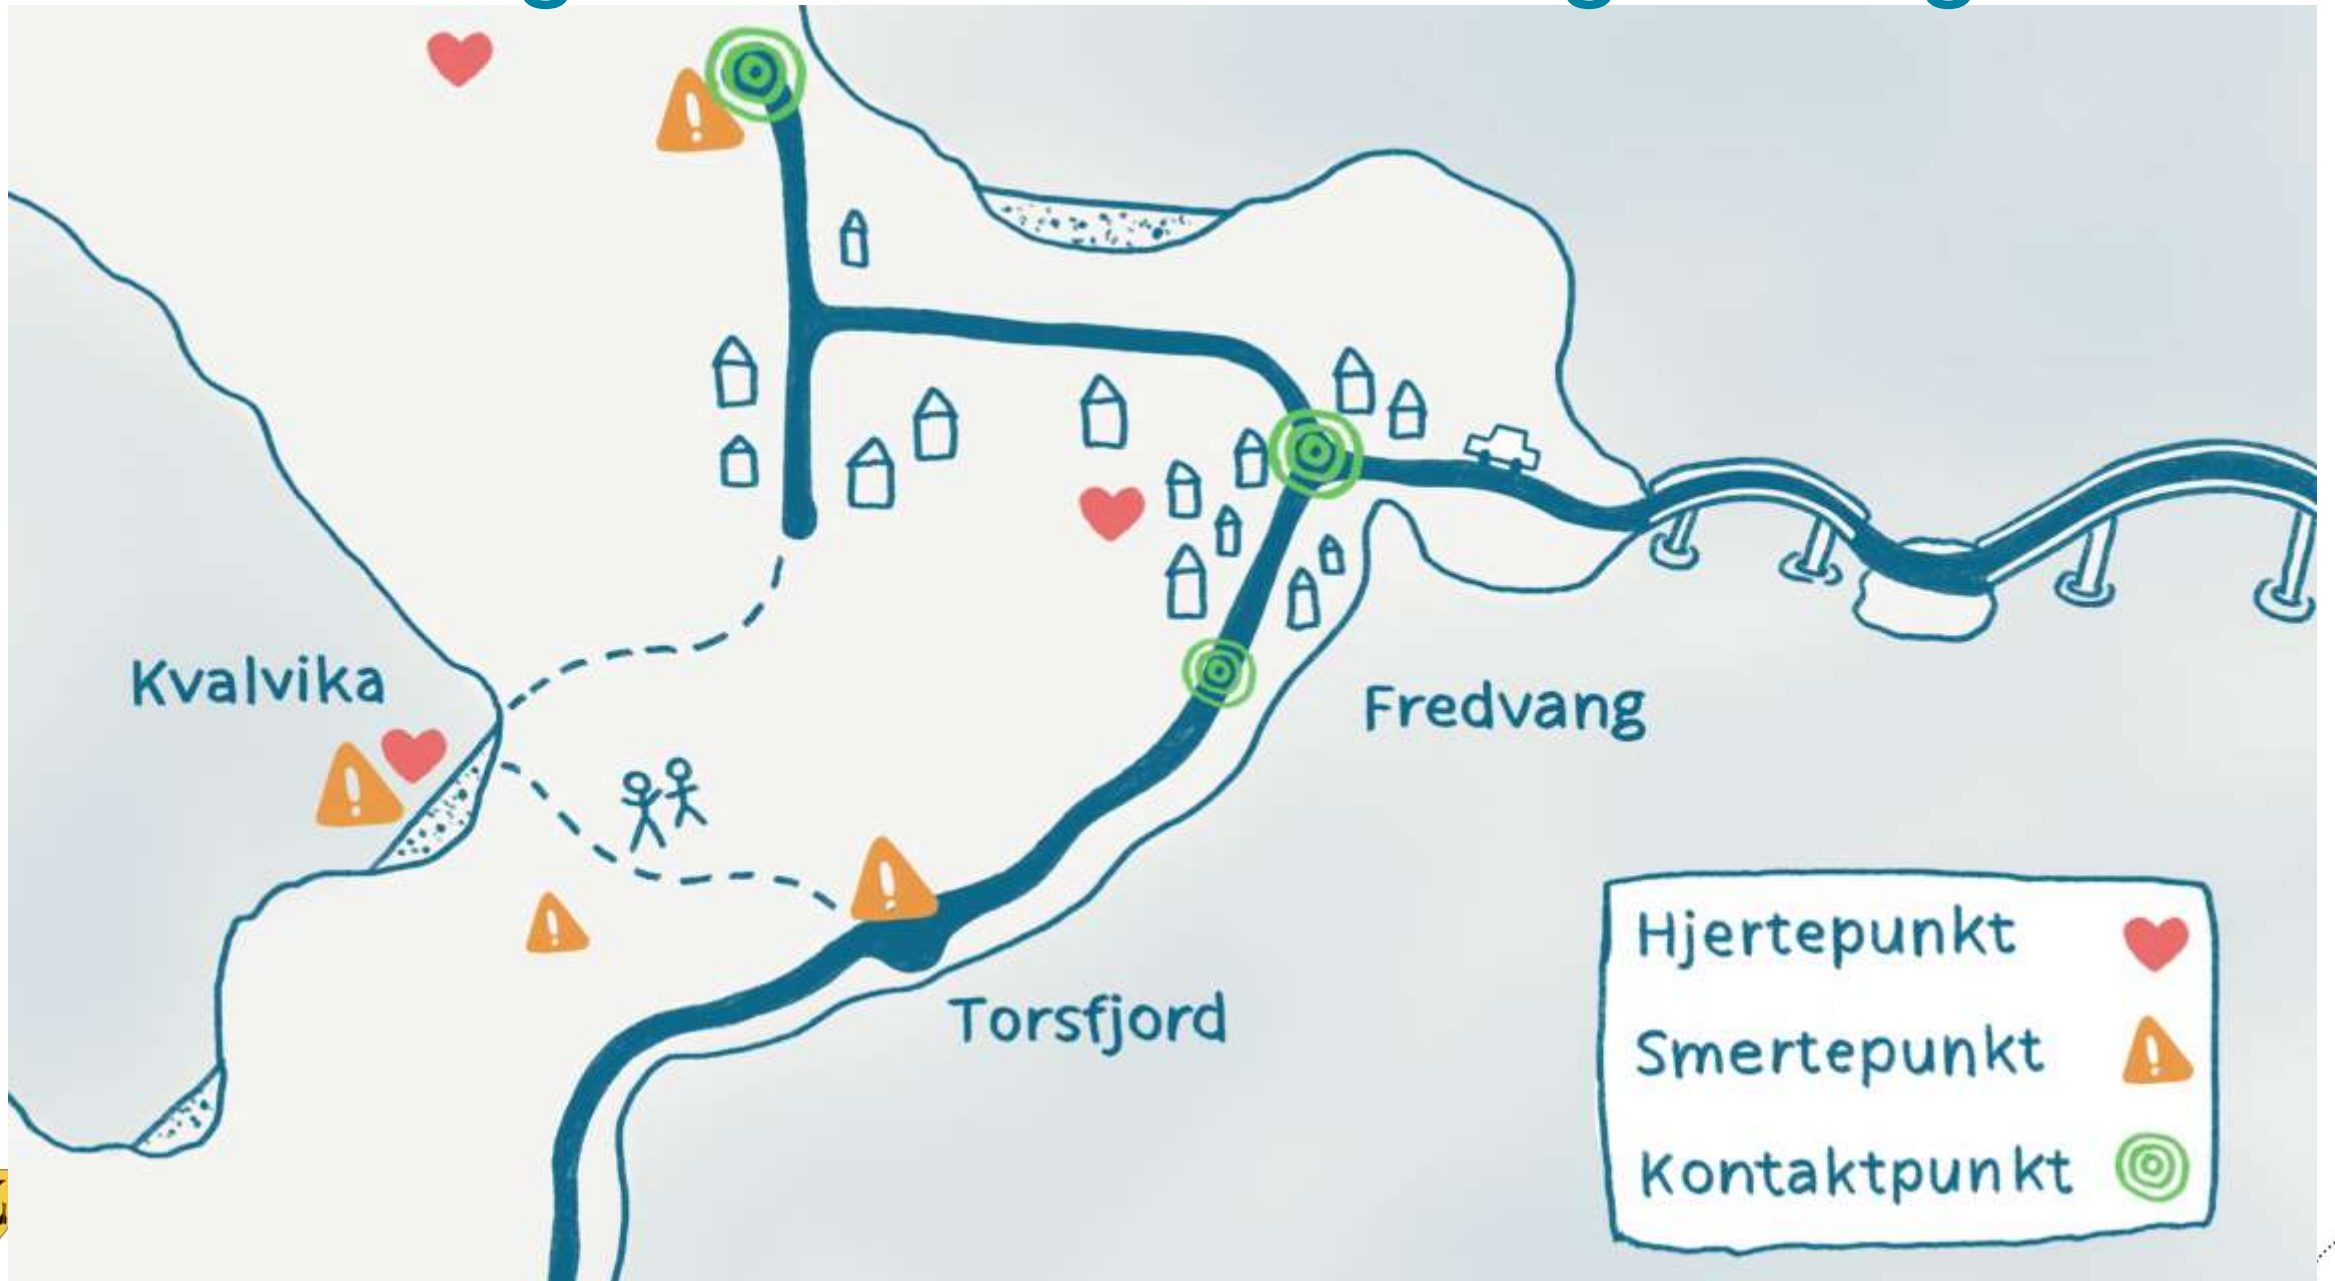 Kvalvika
Fredvang
Torsfjord
Hjertepunkt
Smertepunkt
Kontaktpunkt